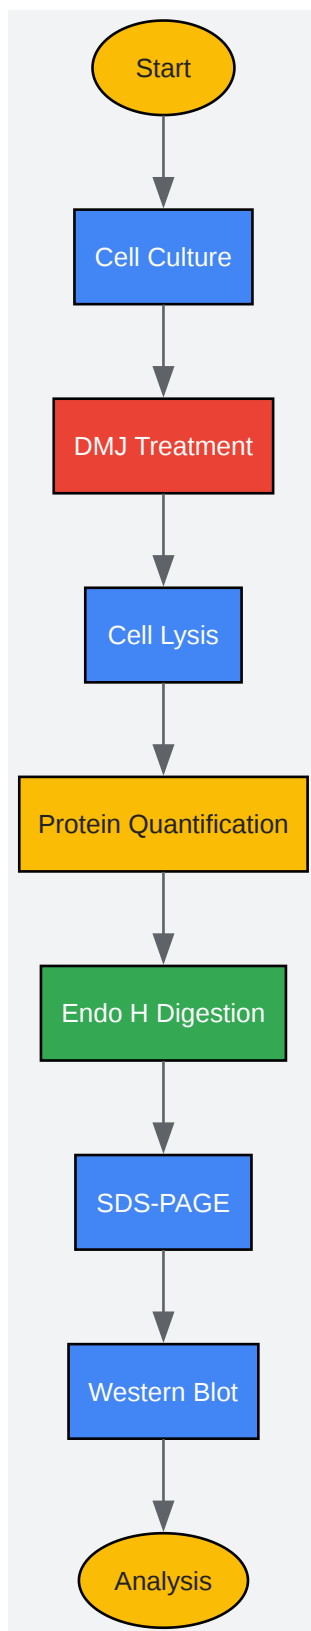 Start
Cell Culture
DMJ Treatment
Cell Lysis
Protein Quantification
Endo H Digestion
SDS-PAGE
Western Blot
Analysis